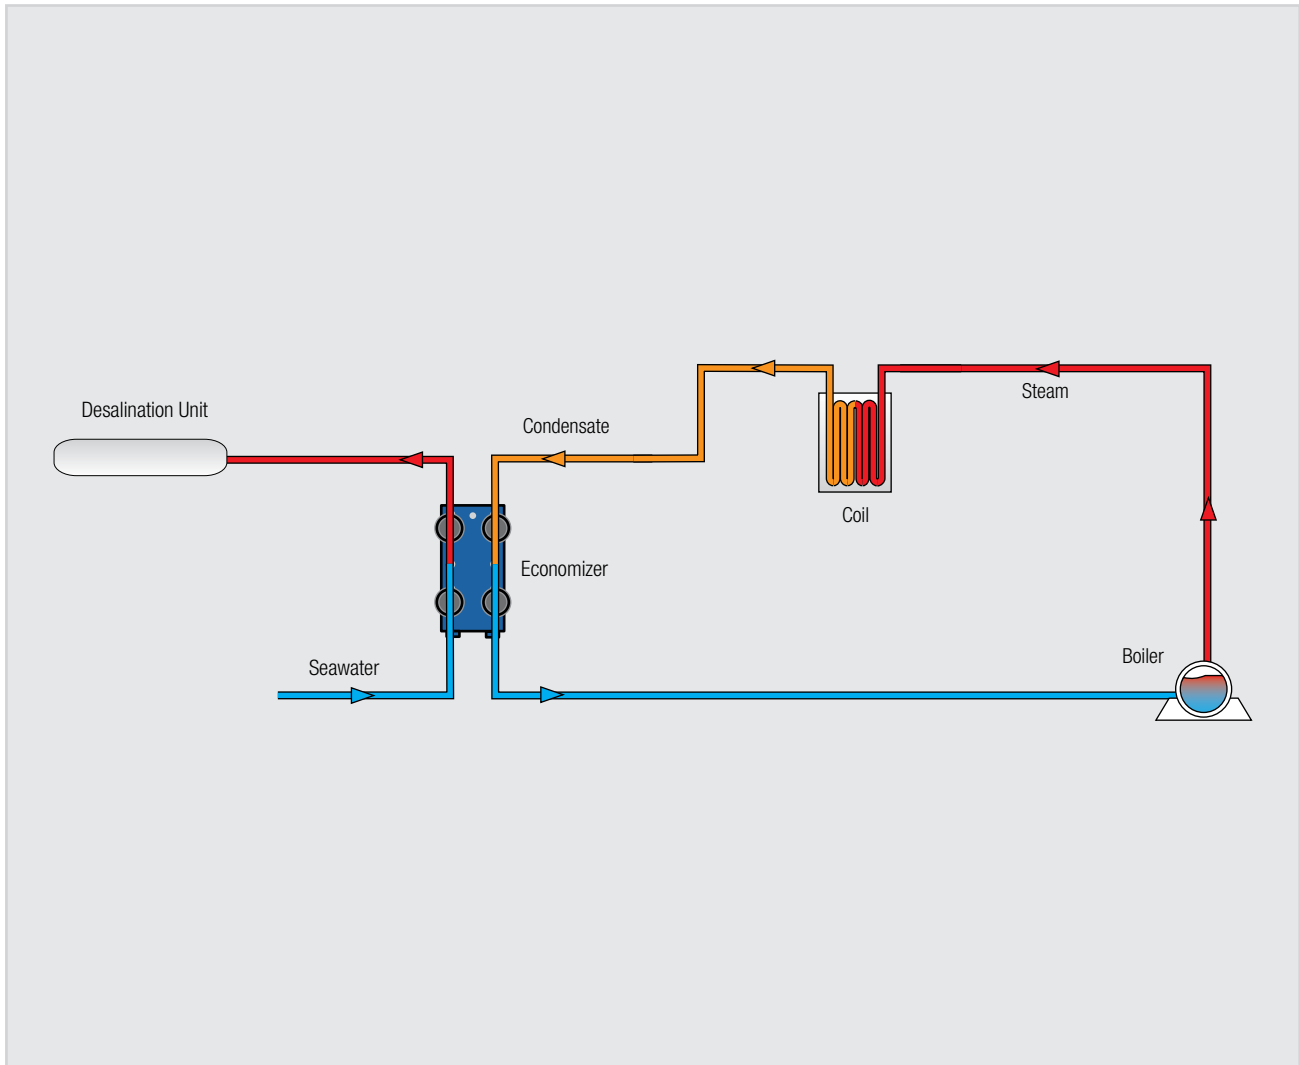 Steam
Desalination Unit
Condensate
Coil
Economizer
Boiler
Seawater